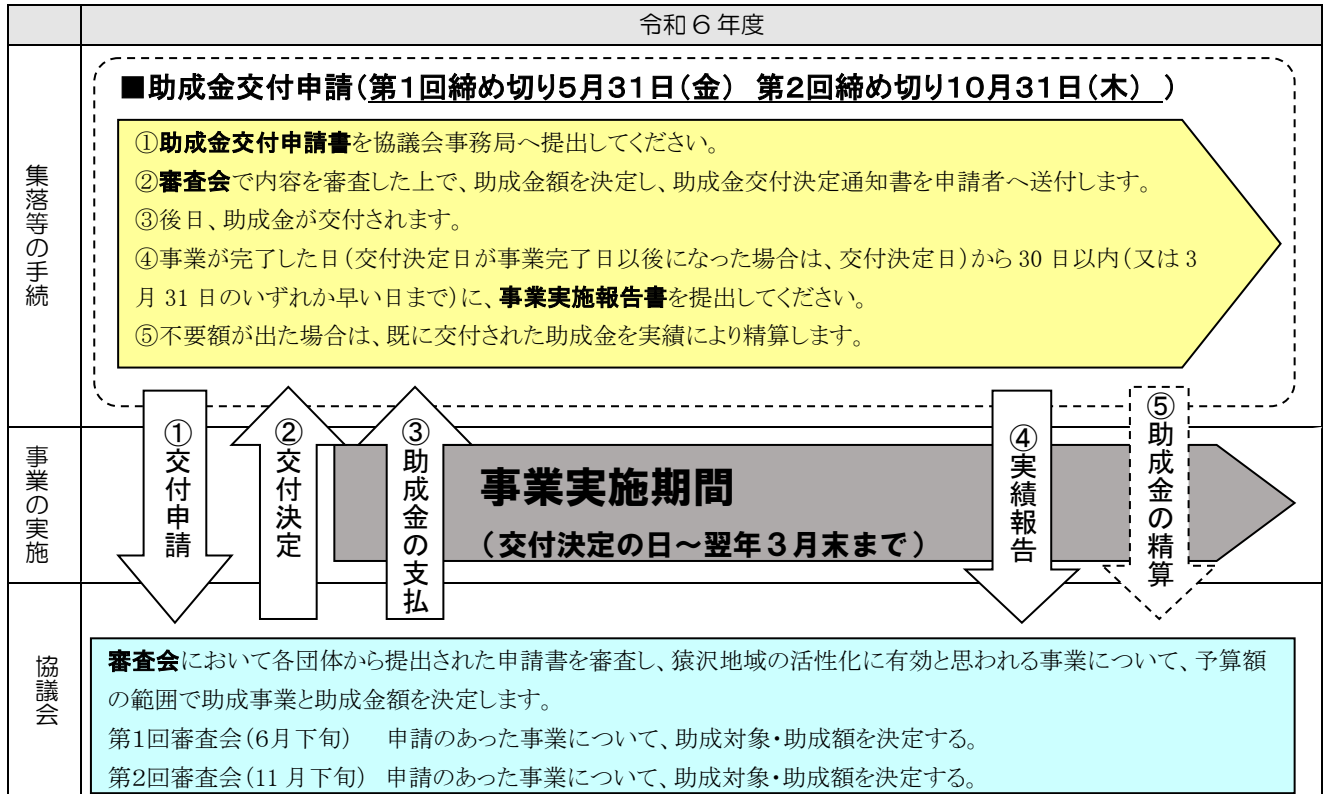 令和6年度
集落等の手続
■助成金交付申請(第1回締め切り5月31日(金) 第2回締め切り10月31日(木) )
①助成金交付申請書を協議会事務局へ提出してください。
②審査会で内容を審査した上で、助成金額を決定し、助成金交付決定通知書を申請者へ送付します。
③後日、助成金が交付されます。
④事業が完了した日(交付決定日が事業完了日以後になった場合は、交付決定日)から 30 日以内(又は 3
月 31 日のいずれか早い日まで)に、事業実施報告書を提出してください。
⑤不要額が出た場合は、既に交付された助成金を実績により精算します。
事業の実施
①交付申請
②交付決定
③助成金の支払
事業実施期間
(交付決定の日~翌年3月末まで)
④実績報告
⑤助成金の精算
協議会
審査会において各団体から提出された申請書を審査し、猿沢地域の活性化に有効と思われる事業について、予算額
の範囲で助成事業と助成金額を決定します。
第1回審査会(6月下旬) 申請のあった事業について、助成対象・助成額を決定する。
第2回審査会(11 月下旬) 申請のあった事業について、助成対象・助成額を決定する。